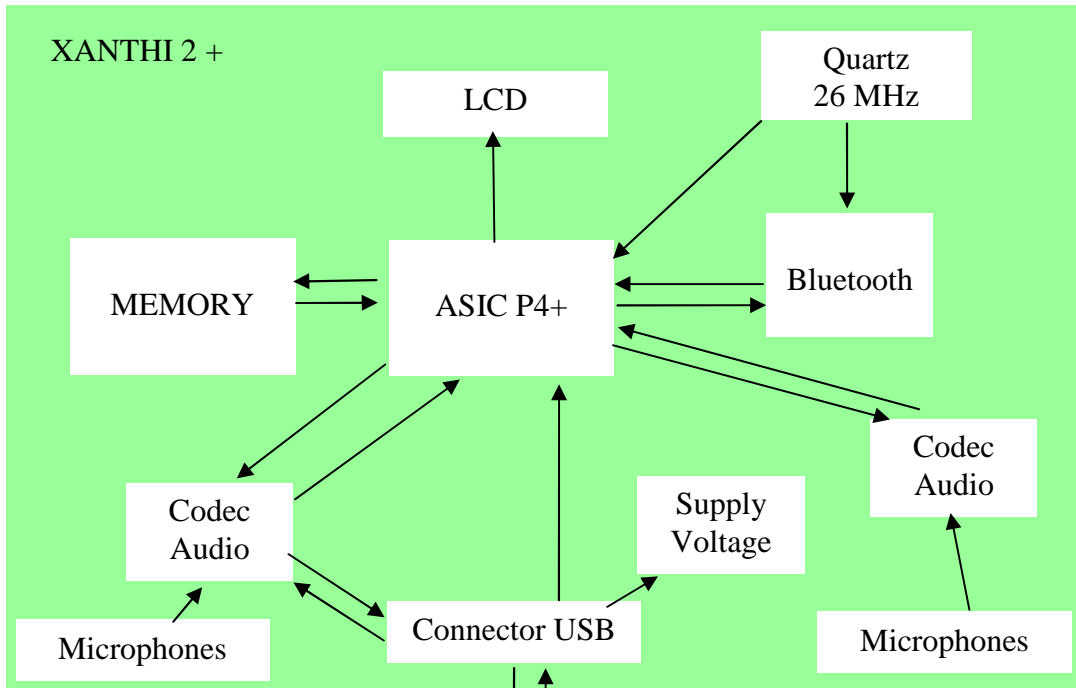 XANTHI 2 +
Quartz
26 MHz
LCD
MEMORY
ASIC P4+
Bluetooth
Codec
Audio
Codec
Audio
Supply
Voltage
Microphones
Connector USB
Microphones